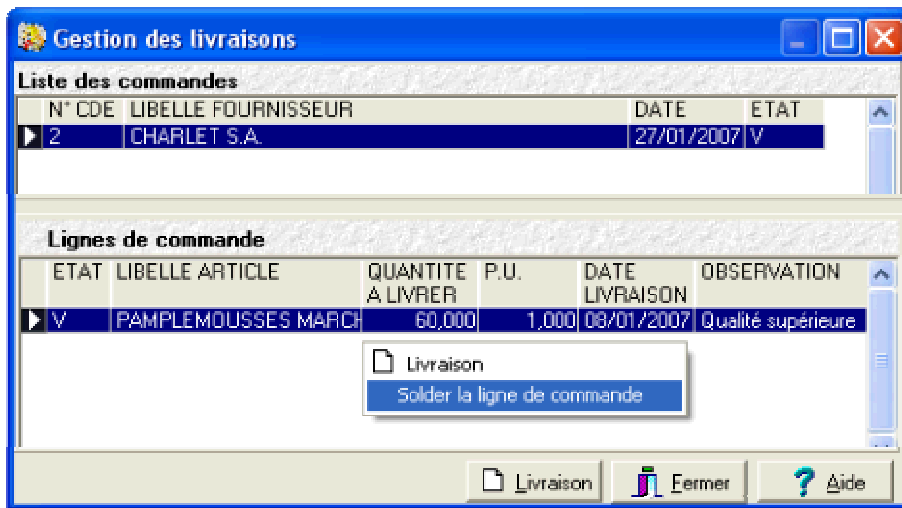 Gestion des livraisons
Liste des commandes
N° CDE LIBELLE FOURNISSEUR DATE ETAT
2 CHARLET S.A. 27/01/2007 V
Lignes de commande
ETAT LIBELLE ARTICLE QUANTITE A LIVRER P.U. DATE LIVRAISON OBSERVATION
V PAMPLEMOUSSES MARCH 60,000 1,000 08/01/2007 Qualité supérieure
Livraison
Solder la ligne de commande
Livraison Fermer Aide